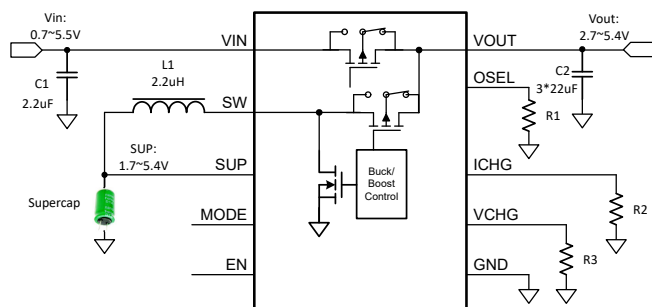 Vin:
0.7~5.5V
VIN
C1
2.2uF
L1
2.2uH
SW
SUP:
1.7~5.4V
SUP
Supercap
MODE
EN
Buck/
Boost
Control
VOUT
Vout:
2.7~5.4V
OSEL
C2
3*22uF
R1
ICHG
R2
VCHG
R3
GND